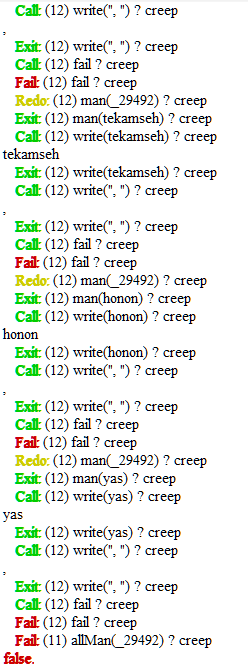 Call: (12) write(", ") ? creep
,
Exit: (12) write(", ") ? creep
Call: (12) fail ? creep
Fail: (12) fail ? creep
Redo: (12) man(_29492) ? creep
Exit: (12) man(tekamseh) ? creep
Call: (12) write(tekamseh) ? creep
tekamseh
Exit: (12) write(tekamseh) ? creep
Call: (12) write(", ") ? creep
,
Exit: (12) write(", ") ? creep
Call: (12) fail ? creep
Fail: (12) fail ? creep
Redo: (12) man(_29492) ? creep
Exit: (12) man(honon) ? creep
Call: (12) write(honon) ? creep
honon
Exit: (12) write(honon) ? creep
Call: (12) write(", ") ? creep
,
Exit: (12) write(", ") ? creep
Call: (12) fail ? creep
Fail: (12) fail ? creep
Redo: (12) man(_29492) ? creep
Exit: (12) man(yas) ? creep
Call: (12) write(yas) ? creep
yas
Exit: (12) write(yas) ? creep
Call: (12) write(", ") ? creep
,
Exit: (12) write(", ") ? creep
Call: (12) fail ? creep
Fail: (12) fail ? creep
Fail: (11) allMan(_29492) ? creep
false.